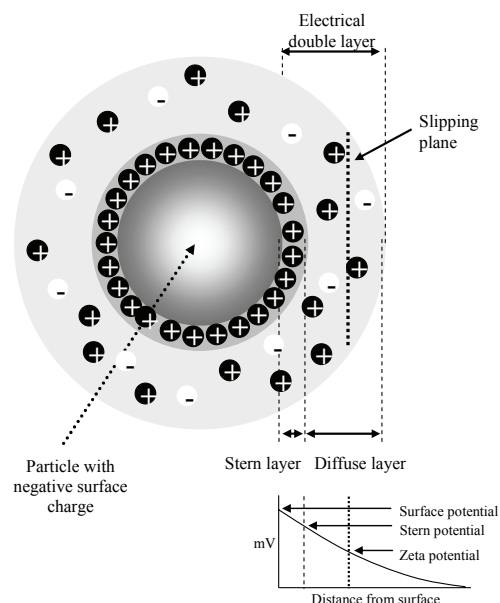 Electrical
double layer
Slipping
plane
Particle with
negative surface
charge
Stern layer
Diffuse layer
Surface potential
Stern potential
Zeta potential
mV
Distance from surface